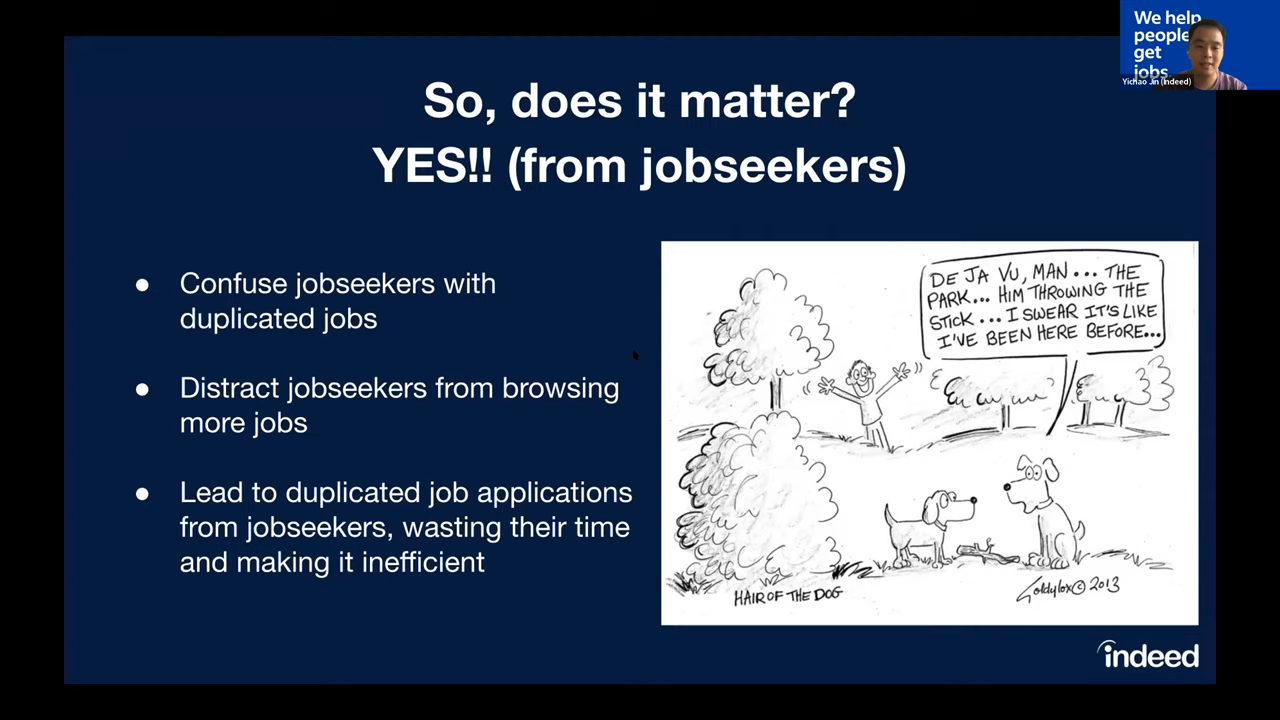 We help
people
get
jobs
Yichao Jin (Indeed)
So, does it matter?
YES!! (from jobseekers)
● Confuse jobseekers with
duplicated jobs
● Distract jobseekers from browsing
more jobs
● Lead to duplicated job applications
from jobseekers, wasting their time
and making it inefficient
DE JA VU, MAN... THE
PARK... HIM THROWING THE
STICK... I SWEAR IT'S LIKE
I'VE BEEN HERE BEFORE...
HAIR OF THE DOG
Goldylox © 2013
indeed